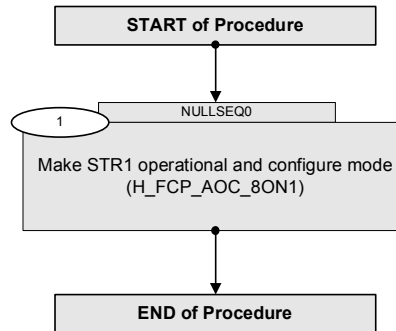 START of Procedure
NULLSEQ0
1
Make STR1 operational and configure mode
(H_FCP_AOC_8ON1)
END of Procedure